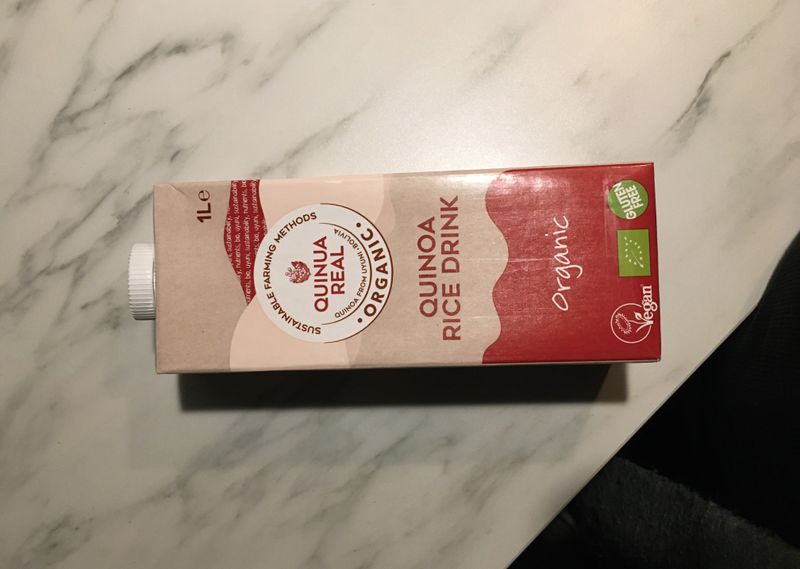 1L℮
SUSTAINABLE FARMING METHODS
QUINUA
REAL
QUINOA FROM UYUNI-BOLIVIA
•ORGANIC•
QUINOA
RICE DRINK
Organic
GLUTEN
FREE
Vegan